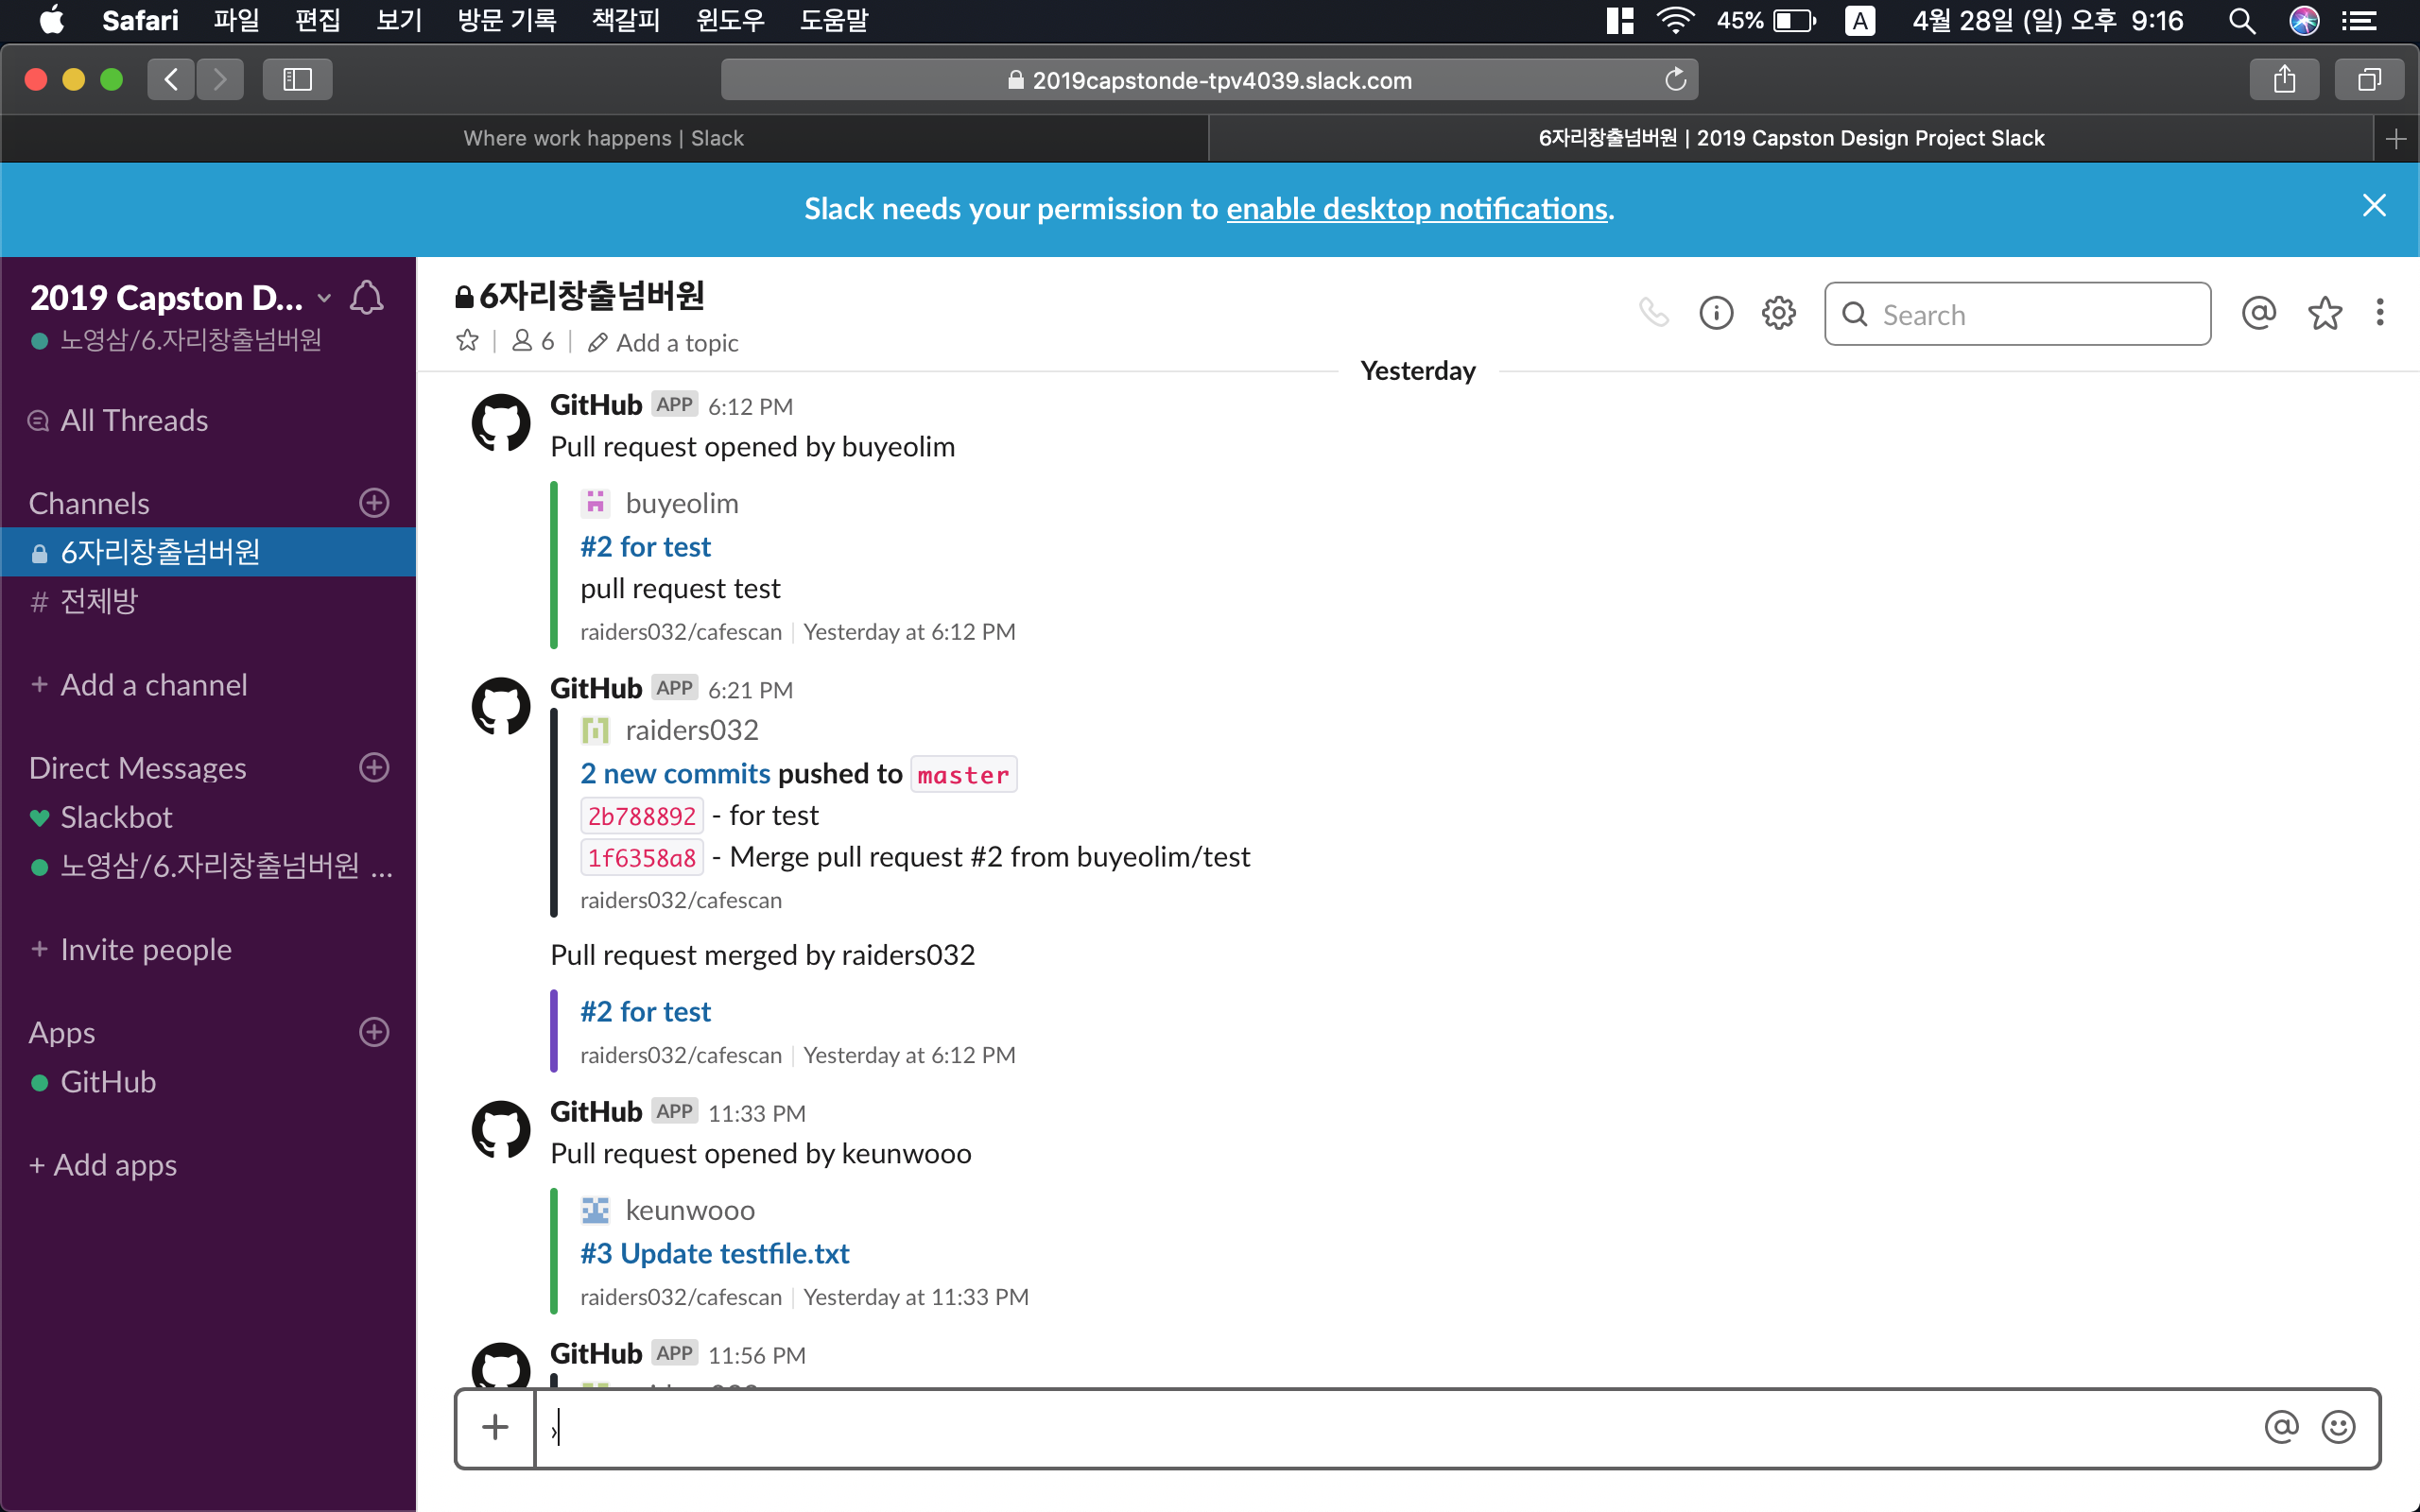 Safari 파일 편집 보기 방문 기록 책갈피 윈도우 도움말 45% A 4월 28일 (일) 오후 9:16
2019capstonde-tpv4039.slack.com
Where work happens | Slack
6자리창출넘버원 | 2019 Capston Design Project Slack
Slack needs your permission to enable desktop notifications.
2019 Capston D...
노영삼/6.자리창출넘버원
All Threads
Channels
6자리창출넘버원
# 전체방
+ Add a channel
Direct Messages
Slackbot
노영삼/6.자리창출넘버원 ...
+ Invite people
Apps
GitHub
+ Add apps
6자리창출넘버원
6 | Add a topic
Search
Yesterday
GitHub APP 6:12 PM
Pull request opened by buyeolim
buyeolim
#2 for test
pull request test
raiders032/cafescan | Yesterday at 6:12 PM
GitHub APP 6:21 PM
raiders032
2 new commits pushed to master
2b788892 - for test
1f6358a8 - Merge pull request #2 from buyeolim/test
raiders032/cafescan
Pull request merged by raiders032
#2 for test
raiders032/cafescan | Yesterday at 6:12 PM
GitHub APP 11:33 PM
Pull request opened by keunwooo
keunwooo
#3 Update testfile.txt
raiders032/cafescan | Yesterday at 11:33 PM
GitHub APP 11:56 PM